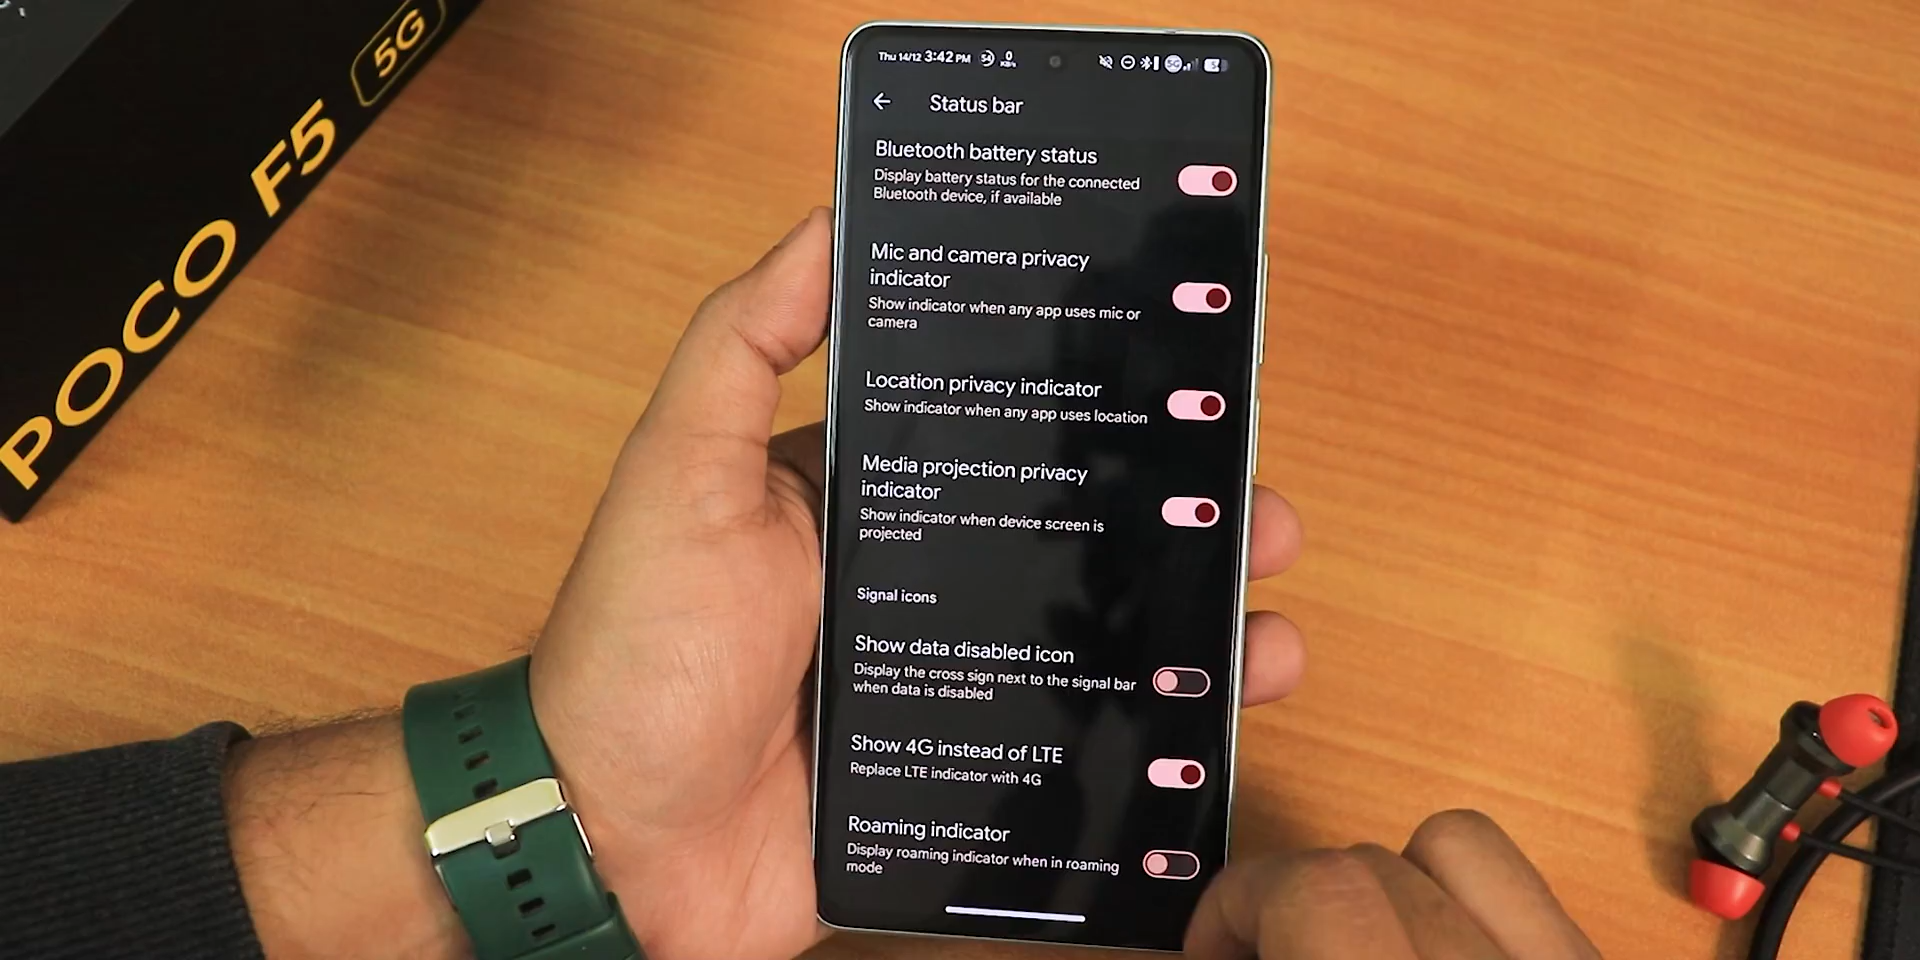 POCO F5 5G
Thu 14/12 3:42 PM 54 0 KB/s
Status bar
Bluetooth battery status
Display battery status for the connected
Bluetooth device, if available
Mic and camera privacy
indicator
Show indicator when any app uses mic or
camera
Location privacy indicator
Show indicator when any app uses location
Media projection privacy
indicator
Show indicator when device screen is
projected
Signal icons
Show data disabled icon
Display the cross sign next to the signal bar
when data is disabled
Show 4G instead of LTE
Replace LTE indicator with 4G
Roaming indicator
Display roaming indicator when in roaming
mode